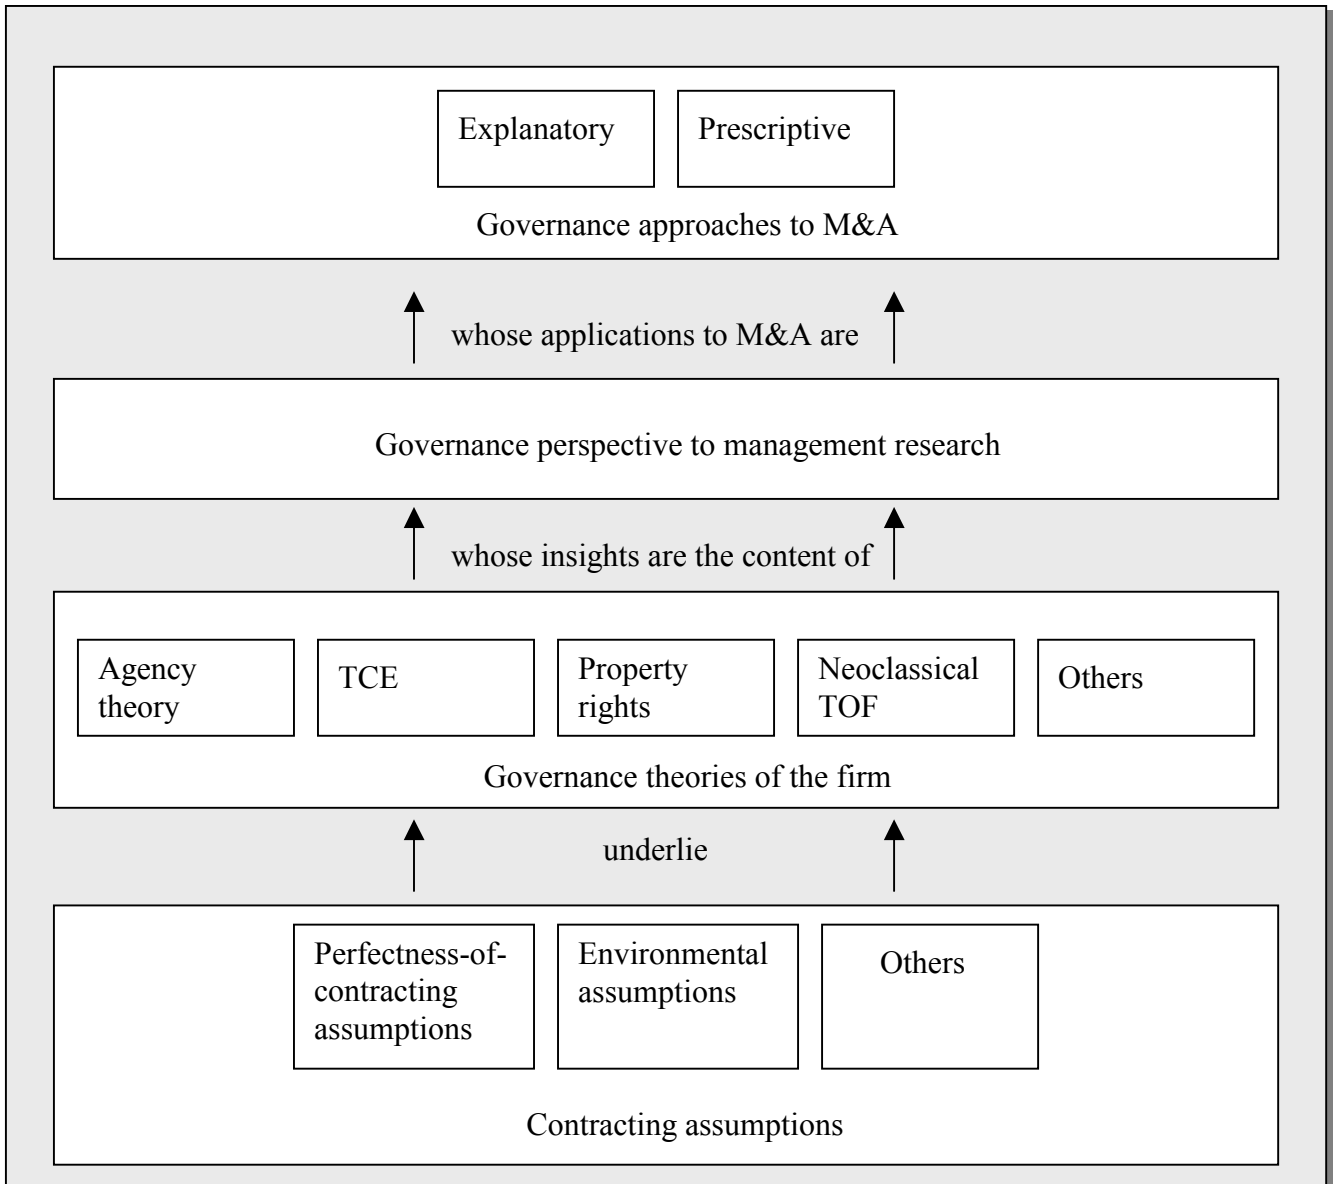 Explanatory
Prescriptive
Governance approaches to M&A
whose applications to M&A are
Governance perspective to management research
whose insights are the content of
Agency
theory
TCE
Property
rights
Neoclassical
TOF
Others
Governance theories of the firm
underlie
Perfectness-of-
contracting
assumptions
Environmental
assumptions
Others
Contracting assumptions